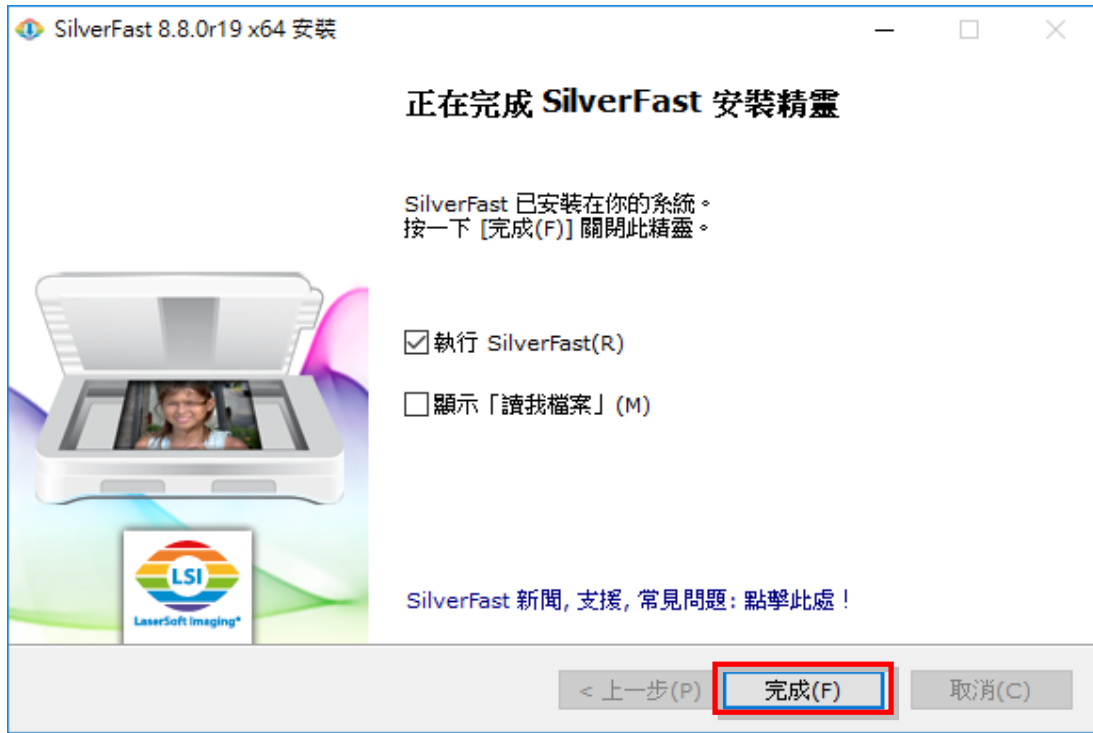 SilverFast 8.8.0r19 x64 安裝
正在完成 SilverFast 安裝精靈
SilverFast 已安裝在你的系統。
按一下 [完成(F)] 關閉此精靈。
執行 SilverFast(R)
顯示「讀我檔案」(M)
LSI
LaserSoft Imaging®
SilverFast 新聞, 支援, 常見問題: 點擊此處！
< 上一步(P)
完成(F)
取消(C)